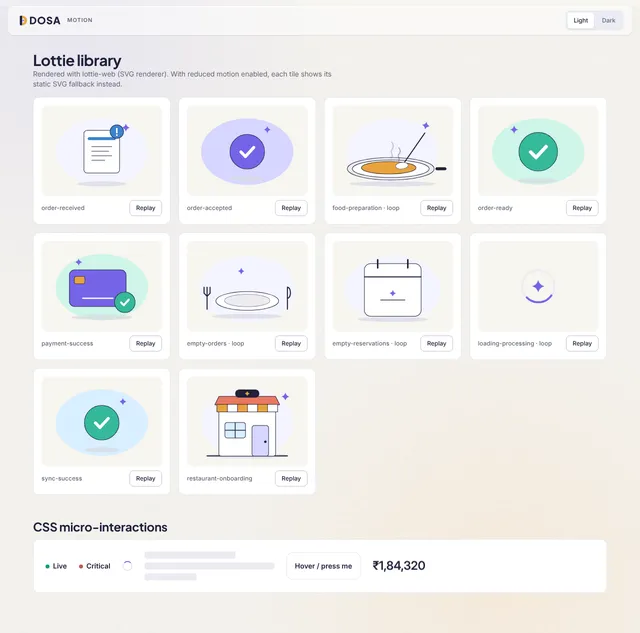 DOSA MOTION
Light Dark
Lottie library
Rendered with lottie-web (SVG renderer). With reduced motion enabled, each tile shows its
static SVG fallback instead.
order-received Replay
order-accepted Replay
food-preparation · loop Replay
order-ready Replay
payment-success Replay
empty-orders · loop Replay
empty-reservations · loop Replay
loading-processing · loop Replay
sync-success Replay
restaurant-onboarding Replay
CSS micro-interactions
Live Critical Hover / press me ₹1,84,320